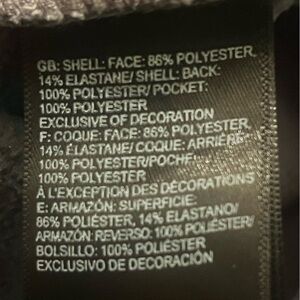 GB: SHELL: FACE: 86% POLYESTER,
14% ELASTANE/ SHELL: BACK:
100% POLYESTER/ POCKET:
100% POLYESTER
EXCLUSIVE OF DECORATION
F: COQUE: FACE: 86% POLYESTER,
14% ÉLASTANE/ COQUE: ARRIÈRE:
100% POLYESTER/POCHE:
100% POLYESTER
À L'EXCEPTION DES DÉCORATIONS
E: ARMAZÓN: SUPERFICIE:
86% POLIÉSTER, 14% ELASTANO/
ARMAZÓN: REVERSO: 100% POLIÉSTER/
BOLSILLO: 100% POLIÉSTER
EXCLUSIVO DE DECORACIÓN